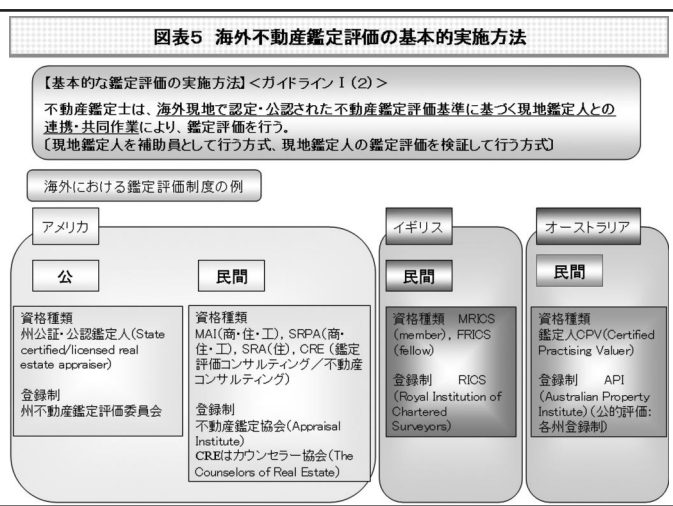 図表5 海外不動産鑑定評価の基本的実施方法
【基本的な鑑定評価の実施方法】<ガイドラインⅠ(2)>
不動産鑑定士は、海外現地で認定・公認された不動産鑑定評価基準に基づく現地鑑定人との
連携・共同作業により、鑑定評価を行う。
〔現地鑑定人を補助員として行う方式、現地鑑定人の鑑定評価を検証して行う方式〕
海外における鑑定評価制度の例
アメリカ
公
資格種類
州公証・公認鑑定人(State
certified/licensed real
estate appraiser)
登録制
州不動産鑑定評価委員会
民間
資格種類
MAI(商・住・工), SRPA(商・
住・工), SRA(住), CRE (鑑定
評価コンサルティング/不動産
コンサルティング)
登録制
不動産鑑定協会(Appraisal
Institute)
CREはカウンセラー協会(The
Counselors of Real Estate)
イギリス
民間
資格種類 MRICS
(member), FRICS
(fellow)
登録制 RICS
(Royal Institution of
Chartered
Surveyors)
オーストラリア
民間
資格種類
鑑定人CPV(Certified
Practising Valuer)
登録制 API
(Australian Property
Institute)(公的評価:
各州登録制)